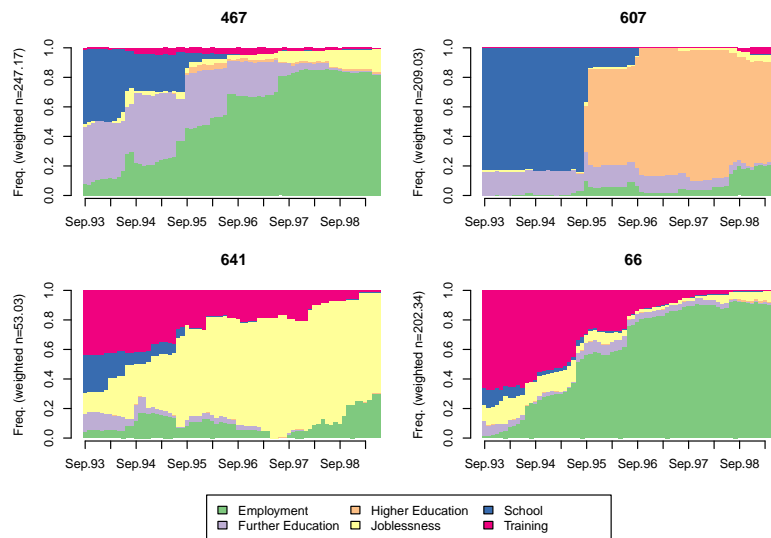 467
607
Freq. (weighted n=247.17)
0.0 0.2 0.4 0.6 0.8 1.0
Sep.93 Sep.94 Sep.95 Sep.96 Sep.97 Sep.98
Freq. (weighted n=209.03)
0.0 0.2 0.4 0.6 0.8 1.0
Sep.93 Sep.94 Sep.95 Sep.96 Sep.97 Sep.98
641
66
Freq. (weighted n=53.03)
0.0 0.2 0.4 0.6 0.8 1.0
Sep.93 Sep.94 Sep.95 Sep.96 Sep.97 Sep.98
Freq. (weighted n=202.34)
0.0 0.2 0.4 0.6 0.8 1.0
Sep.93 Sep.94 Sep.95 Sep.96 Sep.97 Sep.98
Employment Higher Education School
Further Education Joblessness Training